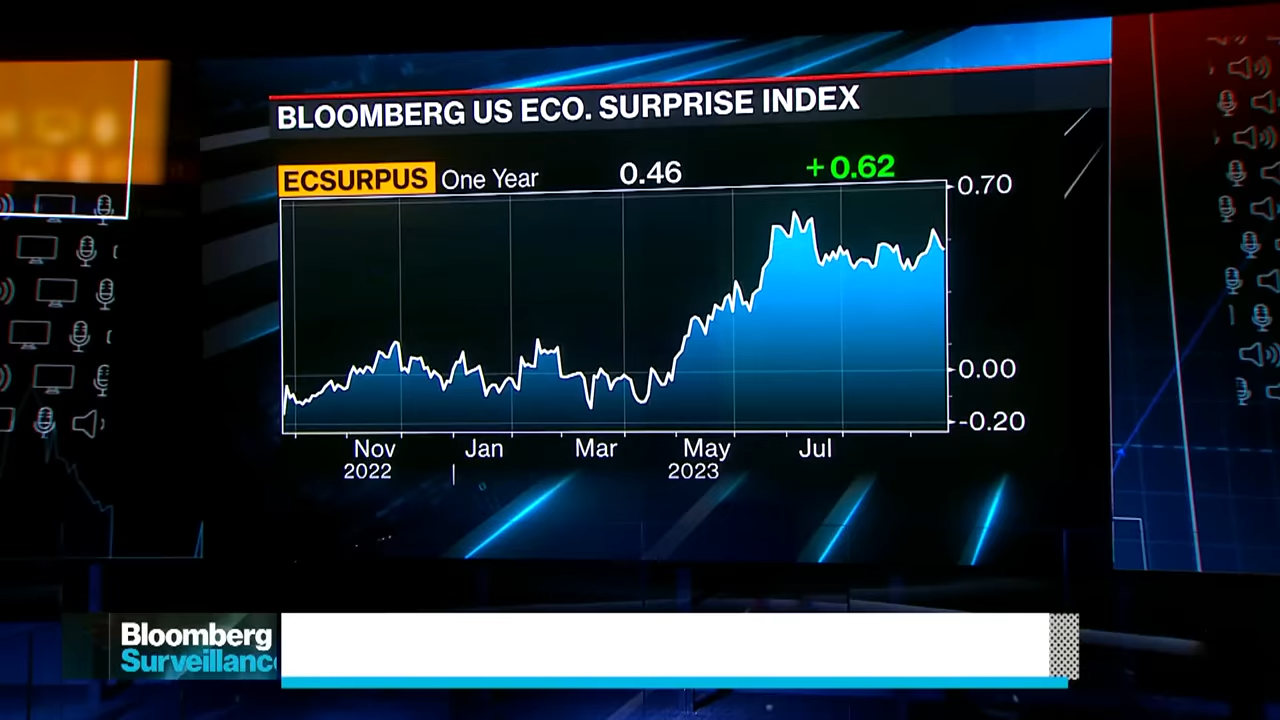 BLOOMBERG US ECO. SURPRISE INDEX
ECSURPUS One Year 0.46 +0.62
0.70
0.00
-0.20
Nov Jan Mar May Jul
2022 2023
Bloomberg
Surveillance